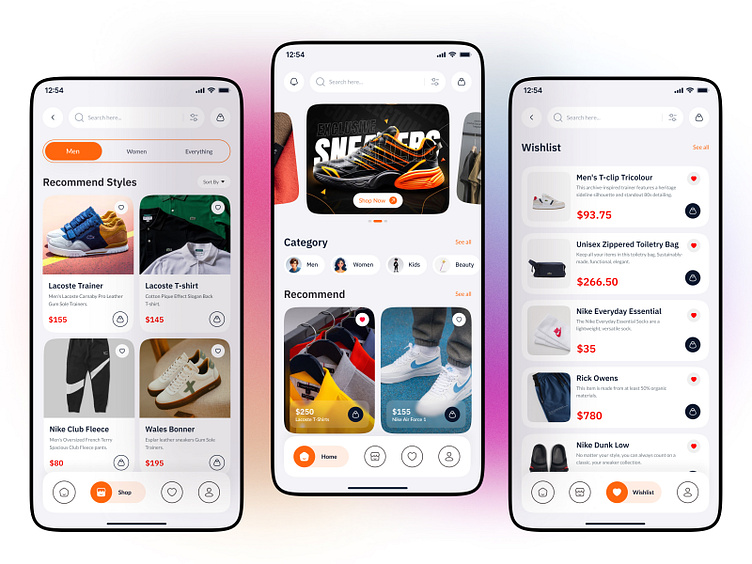 12:54
Search here...
Men
Women
Everything
Recommend Styles
Sort By
Lacoste Trainer
Men's Lacoste Carnaby Pro Leather
Gum Sole Trainers.
$155
Lacoste T-shirt
Cotton Pique Effect Slogan Back
T-shirt.
$145
Nike Club Fleece
Men's Oversized French Terry
Spacious Club Fleece pants.
$80
Wales Bonner
Esplar leather sneakers Gum Sole
Trainers.
$195
Shop
12:54
Search here...
EXCLUSIVE
SNEAKERS
Shop Now
Category
See all
Men
Women
Kids
Beauty
Recommend
See all
$250
Lacoste T-Shirts
$155
Nike Air Force 1
Home
12:54
Search here...
Wishlist
See all
Men's T-clip Tricolour
This archive-inspired trainer features a heritage
sideline silhouette and standout 80s detailing.
$93.75
Unisex Zippered Toiletry Bag
Keep all your items in this toiletry bag. Sustainable
made, functional, elegant.
$266.50
Nike Everyday Essential
The Nike Everyday Essential Socks are a
lightweight, versatile sock.
$35
Rick Owens
This item is made from at least 50% organic
materials.
$780
Nike Dunk Low
No matter your style, you can always count on a
classic, your sneaker collection.
Wishlist